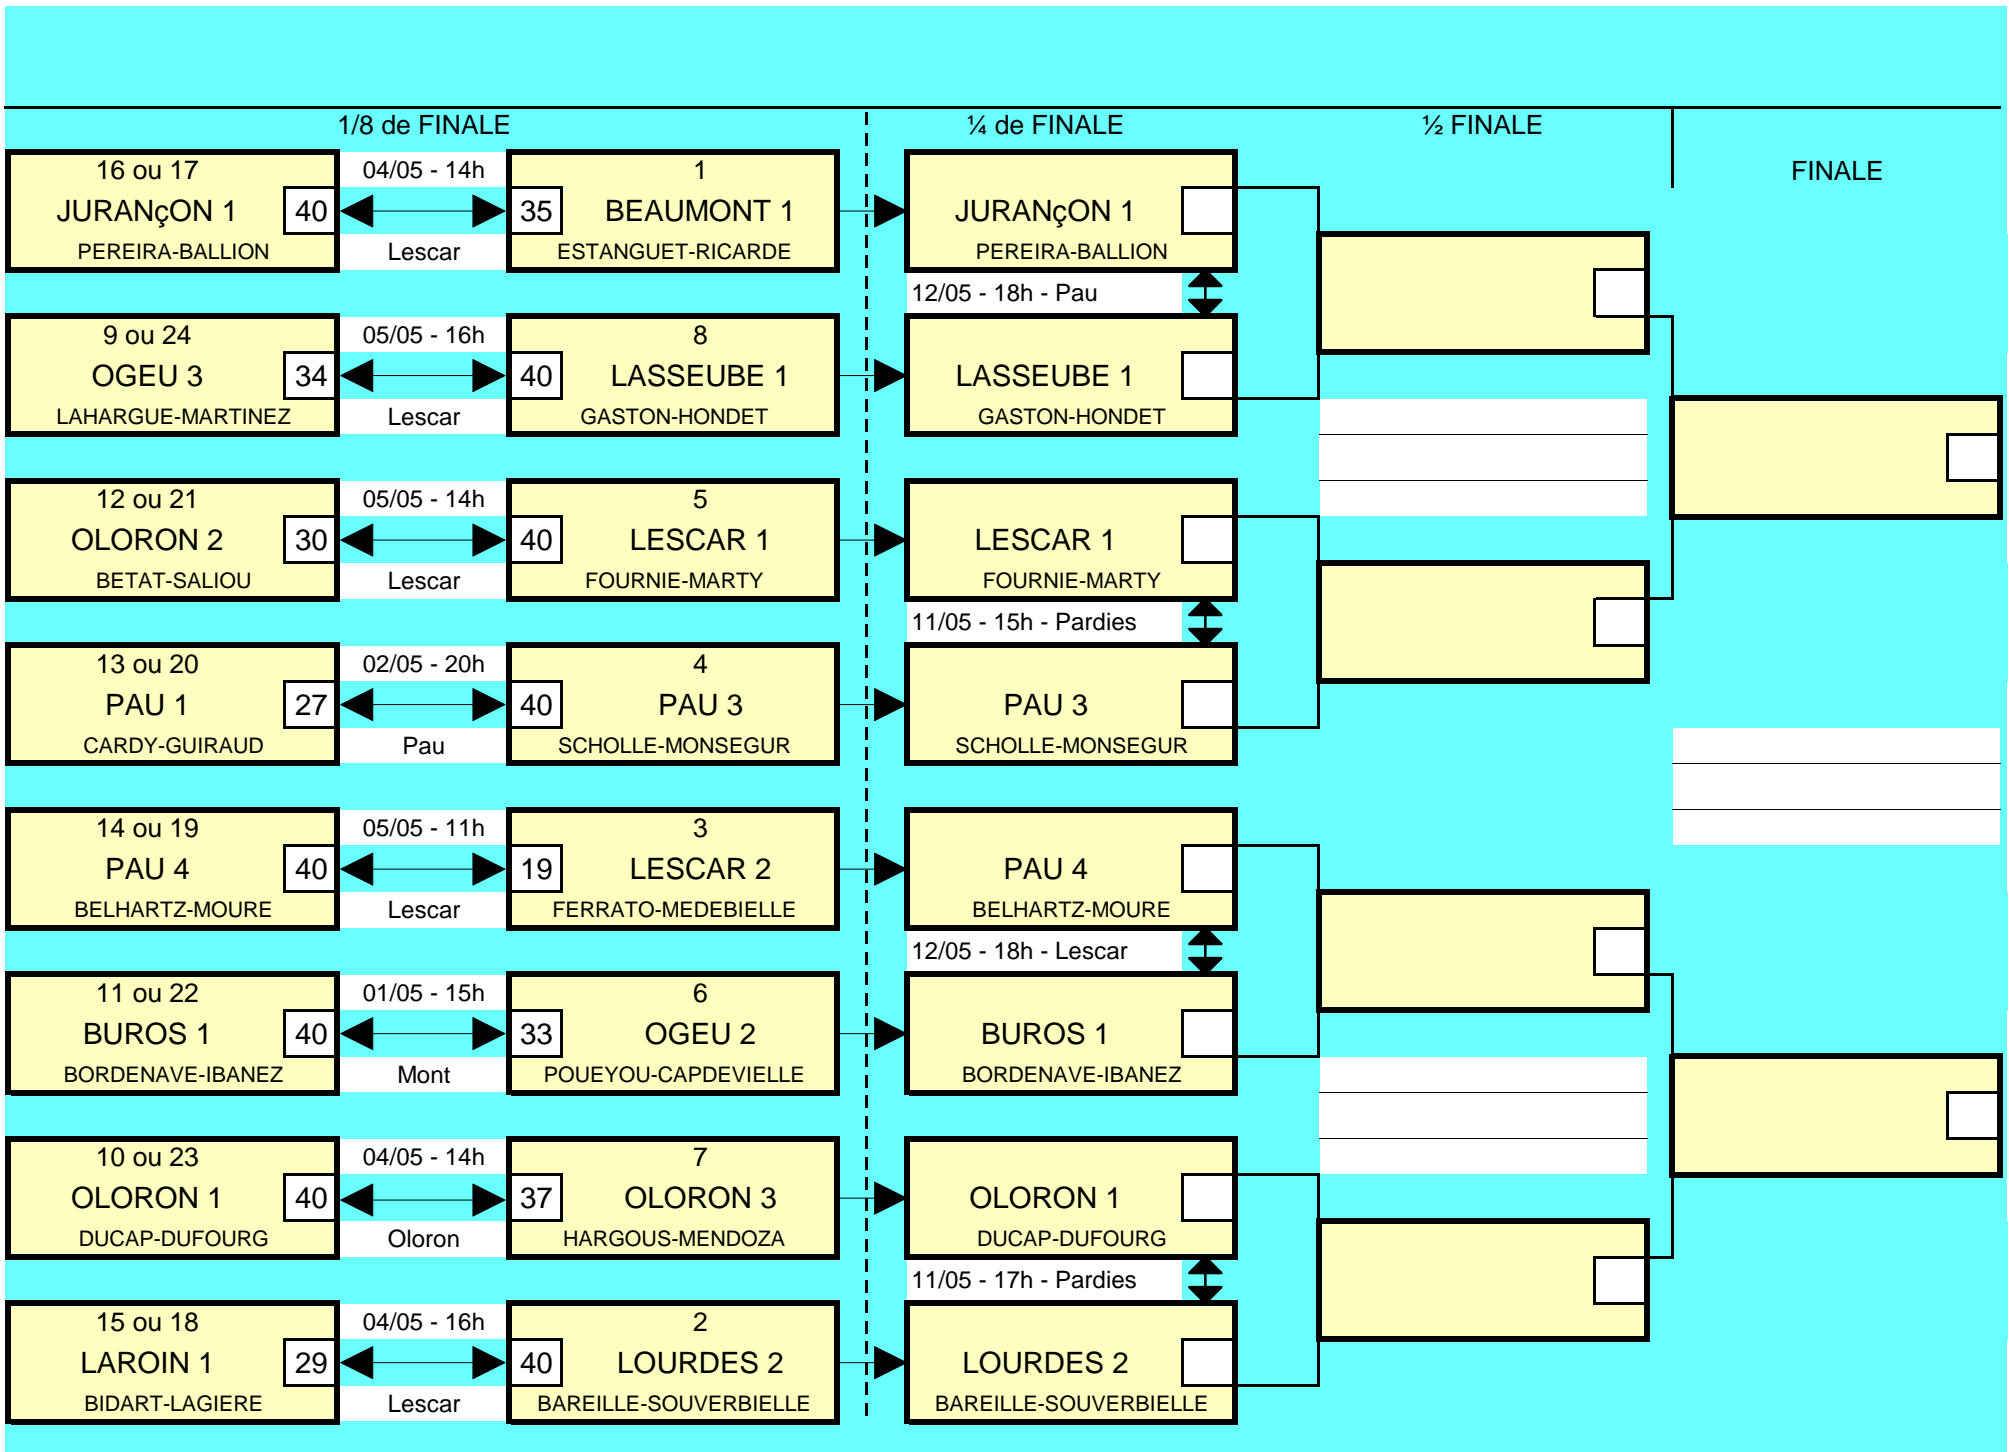 1/8 de FINALE
¼ de FINALE
½ FINALE
FINALE
16 ou 17
04/05 - 14h
1
JURANçON 1
40
35
BEAUMONT 1
JURANçON 1
PEREIRA-BALLION
Lescar
ESTANGUET-RICARDE
PEREIRA-BALLION
12/05 - 18h - Pau
9 ou 24
05/05 - 16h
8
OGEU 3
34
40
LASSEUBE 1
LASSEUBE 1
LAHARGUE-MARTINEZ
Lescar
GASTON-HONDET
GASTON-HONDET
12 ou 21
05/05 - 14h
5
OLORON 2
30
40
LESCAR 1
LESCAR 1
BETAT-SALIOU
Lescar
FOURNIE-MARTY
FOURNIE-MARTY
11/05 - 15h - Pardies
13 ou 20
02/05 - 20h
4
PAU 1
27
40
PAU 3
PAU 3
CARDY-GUIRAUD
Pau
SCHOLLE-MONSEGUR
SCHOLLE-MONSEGUR
14 ou 19
05/05 - 11h
3
PAU 4
40
19
LESCAR 2
PAU 4
BELHARTZ-MOURE
Lescar
FERRATO-MEDEBIELLE
BELHARTZ-MOURE
12/05 - 18h - Lescar
11 ou 22
01/05 - 15h
6
BUROS 1
40
33
OGEU 2
BUROS 1
BORDENAVE-IBANEZ
Mont
POUEYOU-CAPDEVIELLE
BORDENAVE-IBANEZ
10 ou 23
04/05 - 14h
7
OLORON 1
40
37
OLORON 3
OLORON 1
DUCAP-DUFOURG
Oloron
HARGOUS-MENDOZA
DUCAP-DUFOURG
11/05 - 17h - Pardies
15 ou 18
04/05 - 16h
2
LAROIN 1
29
40
LOURDES 2
LOURDES 2
BIDART-LAGIERE
Lescar
BAREILLE-SOUVERBIELLE
BAREILLE-SOUVERBIELLE